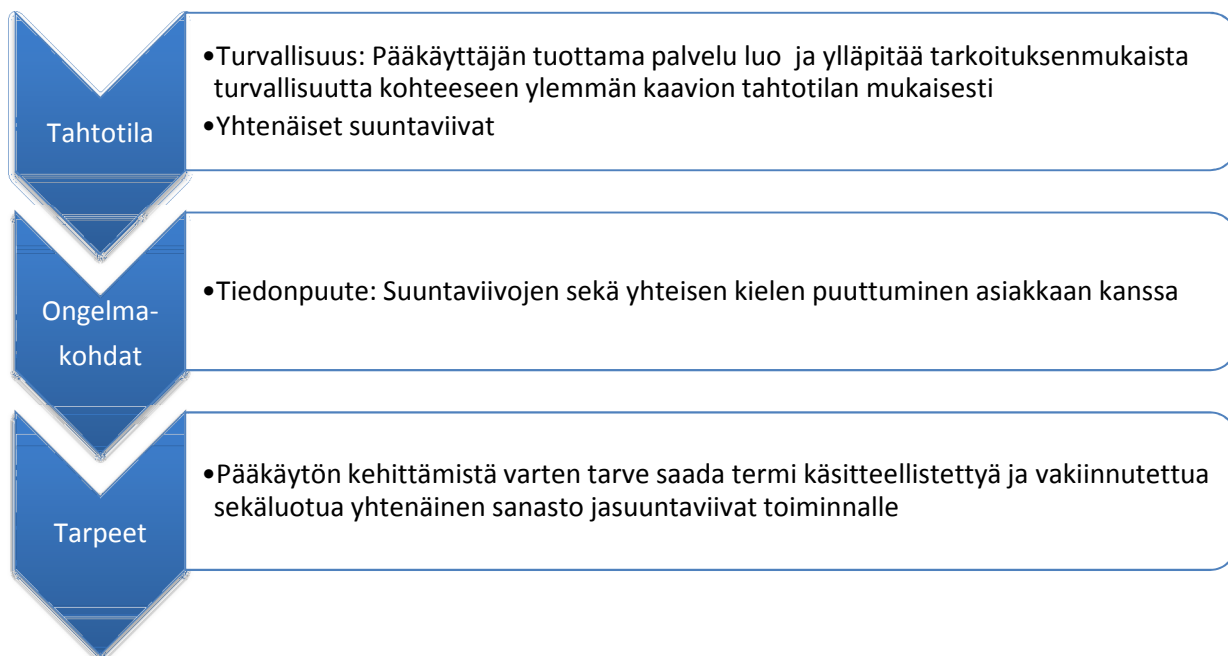 •Turvallisuus: Pääkäyttäjän tuottama palvelu luo  ja ylläpitää tarkoituksenmukaista
turvallisuutta kohteeseen ylemmän kaavion tahtotilan mukaisesti
Tahtotila
•Yhtenäiset suuntaviivat
•Tiedonpuute: Suuntaviivojen sekä yhteisen kielen puuttuminen asiakkaan kanssa
Ongelma-
kohdat
•Pääkäytön kehittämistä varten tarve saada termi käsitteellistettyä ja vakiinnutettua
sekäluotua yhtenäinen sanasto jasuuntaviivat toiminnalle
Tarpeet